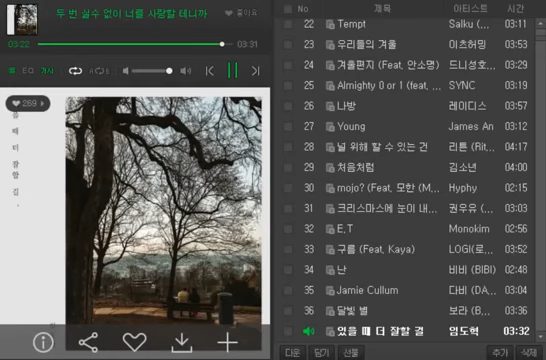 두 번 살수 없이 너를 사랑할 테니까
좋아요
03:22
03:31
EQ 가사
269
No 제목 아티스트 시간
22 Tempt Salku (... 03:11
23 우리들의 겨울 이츠허밍 03:53
24 겨울편지 (Feat, 안소명) 드니성호... 03:29
25 Almighty 0 or 1 (feat, ... SYNC 03:19
26 나방 레이디스 03:57
27 Young James An 03:12
28 널 위해 할 수 있는 건 리튼 (Rit... 04:17
29 처음처럼 김소년 04:00
30 mojo? (Feat, 모한 (M... Hyphy 02:15
31 크리스마스에 눈이 내... 권우유 (... 03:03
32 E.T Monokim 02:56
33 구름 (Feat, Kaya) LOGI(로... 03:52
34 난 비비 (BIBI) 02:48
35 Jamie Cullum 다비 (DA... 03:04
36 달빛 별 보라 (B... 03:36
있을 때 더 잘할 걸 임도혁 03:32
다운 담기 선물 추가 삭제